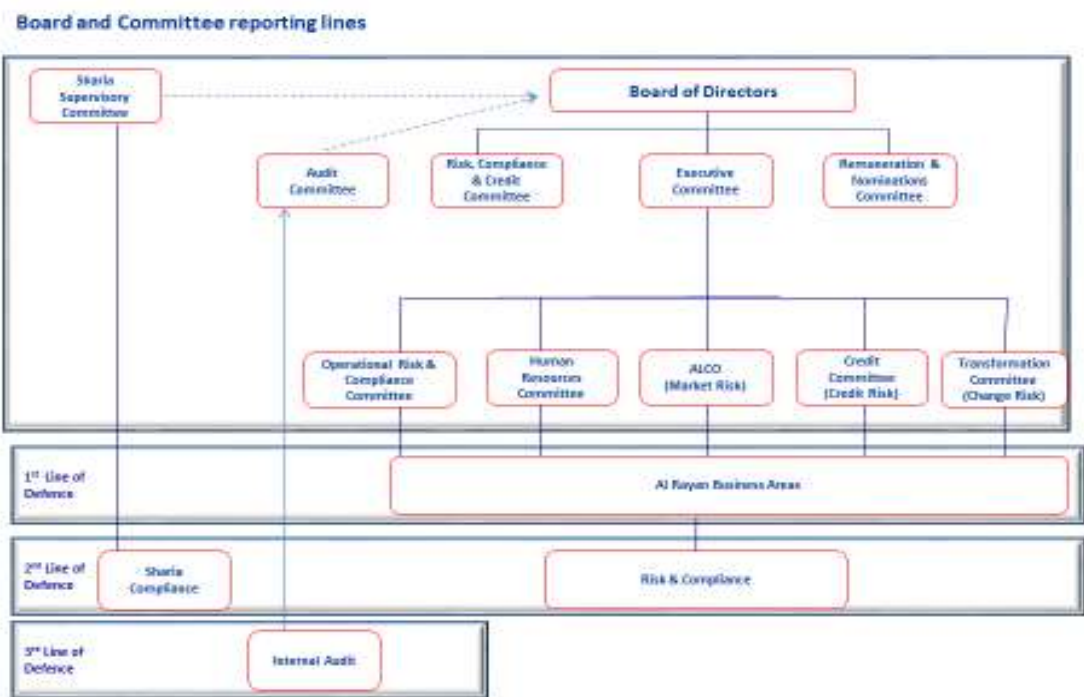 Board and Committee reporting lines
Sharia
Supervisory
Committee
Board of Directors
Audit
Committee
Risk, Compliance
& Credit
Committee
Executive
Committee
Remuneration &
Nominations
Committee
Operational Risk &
Compliance
Committee
Human
Resources
Committee
ALCO
(Market Risk)
Credit
Committee
(Credit Risk)
Transformation
Committee
(Change Risk)
1st Line of
Defence
Al Rayan Business Areas
2nd Line of
Defence
Sharia
Compliance
Risk & Compliance
3rd Line of
Defence
Internal Audit